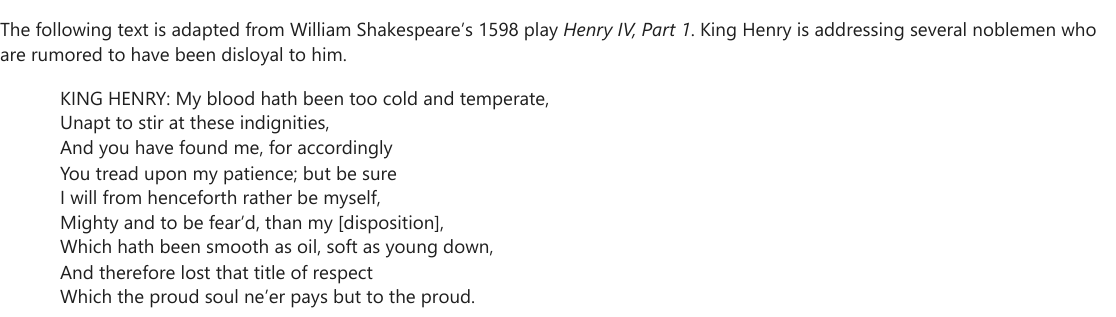 The following text is adapted from William Shakespeare’s 1598 play Henry IV, Part 1. King Henry is addressing several noblemen who
are rumored to have been disloyal to him.
KING HENRY: My blood hath been too cold and temperate,
Unapt to stir at these indignities,
And you have found me, for accordingly
You tread upon my patience; but be sure
I will from henceforth rather be myself,
Mighty and to be fear’d, than my [disposition],
Which hath been smooth as oil, soft as young down,
And therefore lost that title of respect
Which the proud soul ne’er pays but to the proud.